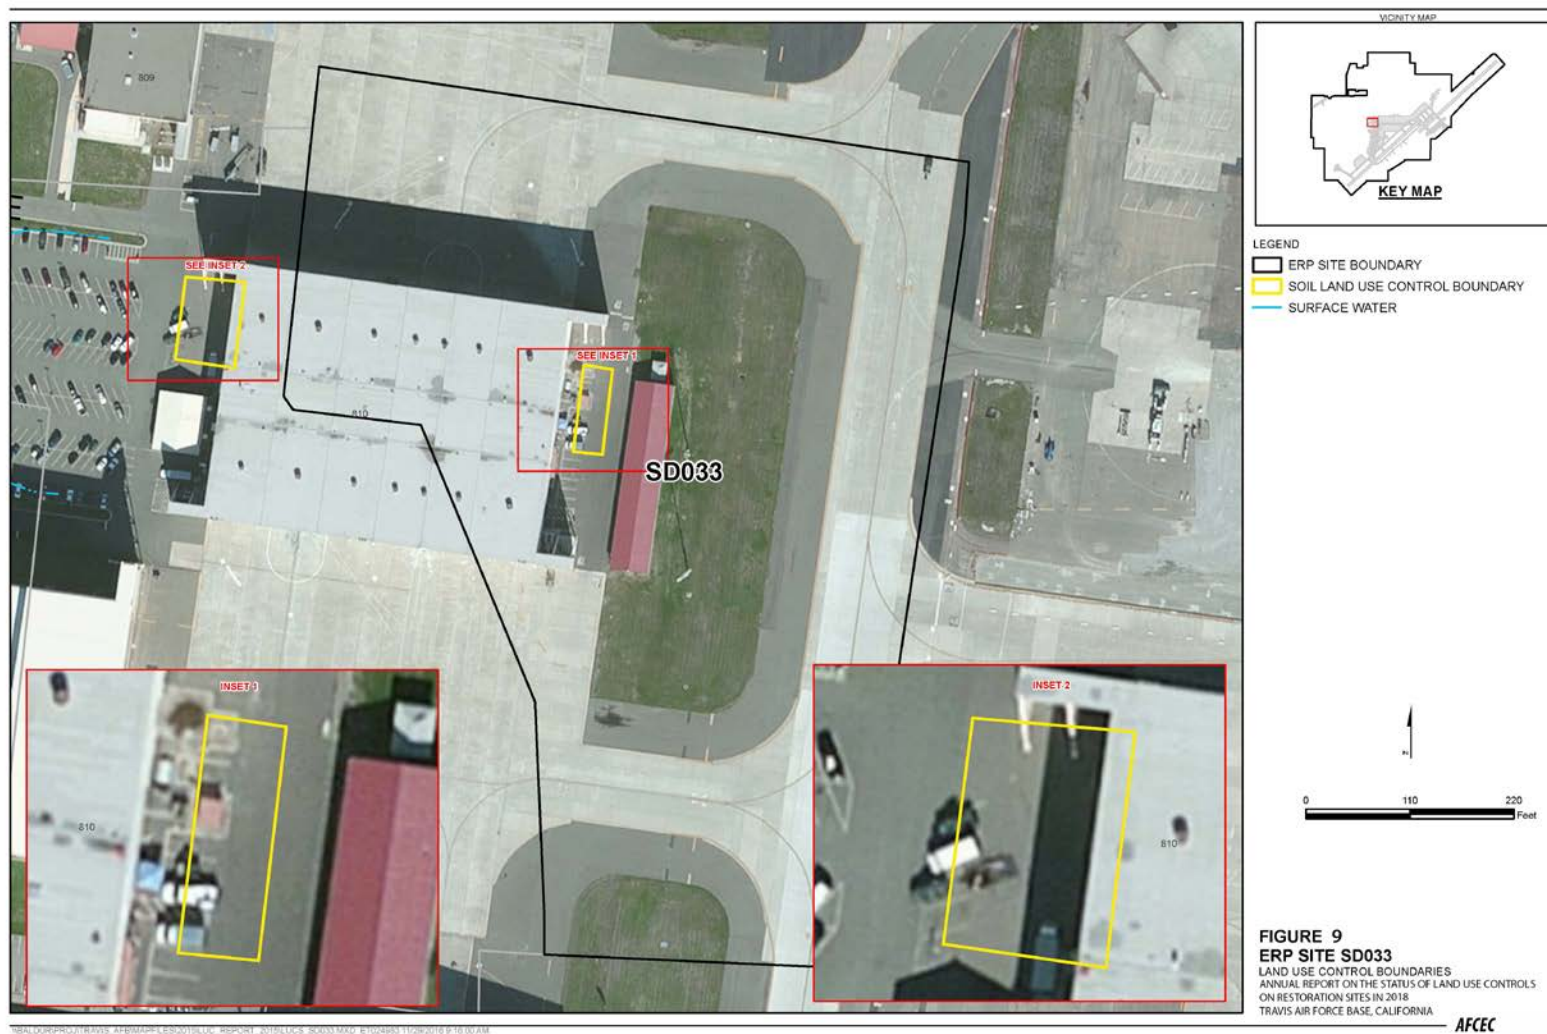 VICINITY MAP
KEY MAP
LEGEND
ERP SITE BOUNDARY
SOIL LAND USE CONTROL BOUNDARY
SURFACE WATER
809
SEE INSET 2
SEE INSET 1
810
SD033
INSET 1
810
INSET 2
810
N
0 110 220
Feet
FIGURE 9
ERP SITE SD033
LAND USE CONTROL BOUNDARIES
ANNUAL REPORT ON THE STATUS OF LAND USE CONTROLS
ON RESTORATION SITES IN 2018
TRAVIS AIR FORCE BASE, CALIFORNIA
AFCEC